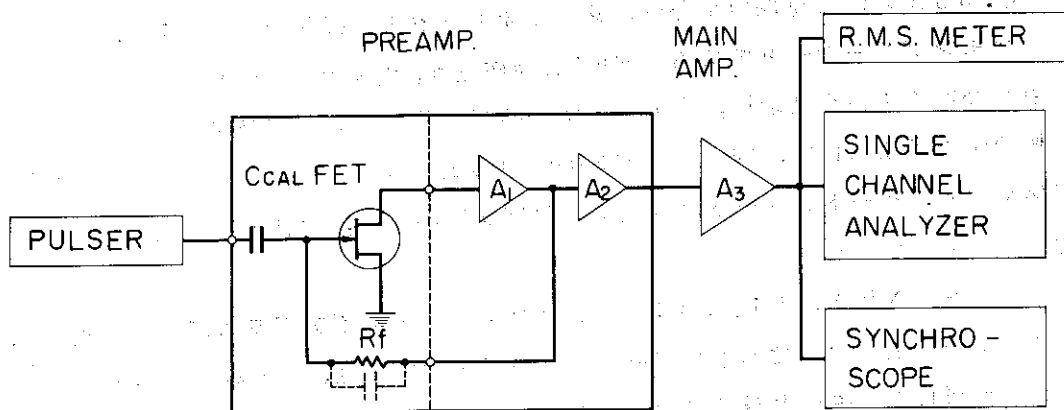 PREAMP.
MAIN
AMP.
R.M.S. METER
CCAL FET
A1
A2
A3
SINGLE
CHANNEL
ANALYZER
PULSER
Rf
SYNCHRO -
SCOPE